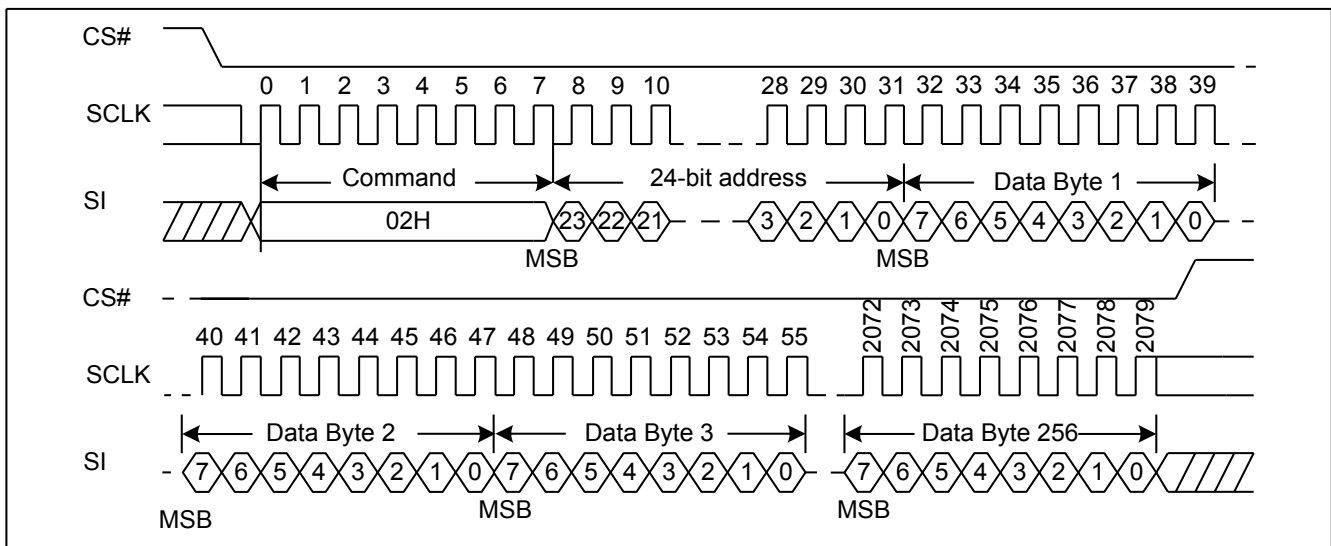 CS#
0 1 2 3 4 5 6 7 8 9 10 28 29 30 31 32 33 34 35 36 37 38 39
SCLK
Command 24-bit address Data Byte 1
SI
02H 23 22 21 3 2 1 0 7 6 5 4 3 2 1 0
MSB MSB
CS#
40 41 42 43 44 45 46 47 48 49 50 51 52 53 54 55 2072 2073 2074 2075 2076 2077 2078 2079
SCLK
Data Byte 2 Data Byte 3 Data Byte 256
SI
7 6 5 4 3 2 1 0 7 6 5 4 3 2 1 0 7 6 5 4 3 2 1 0
MSB MSB MSB